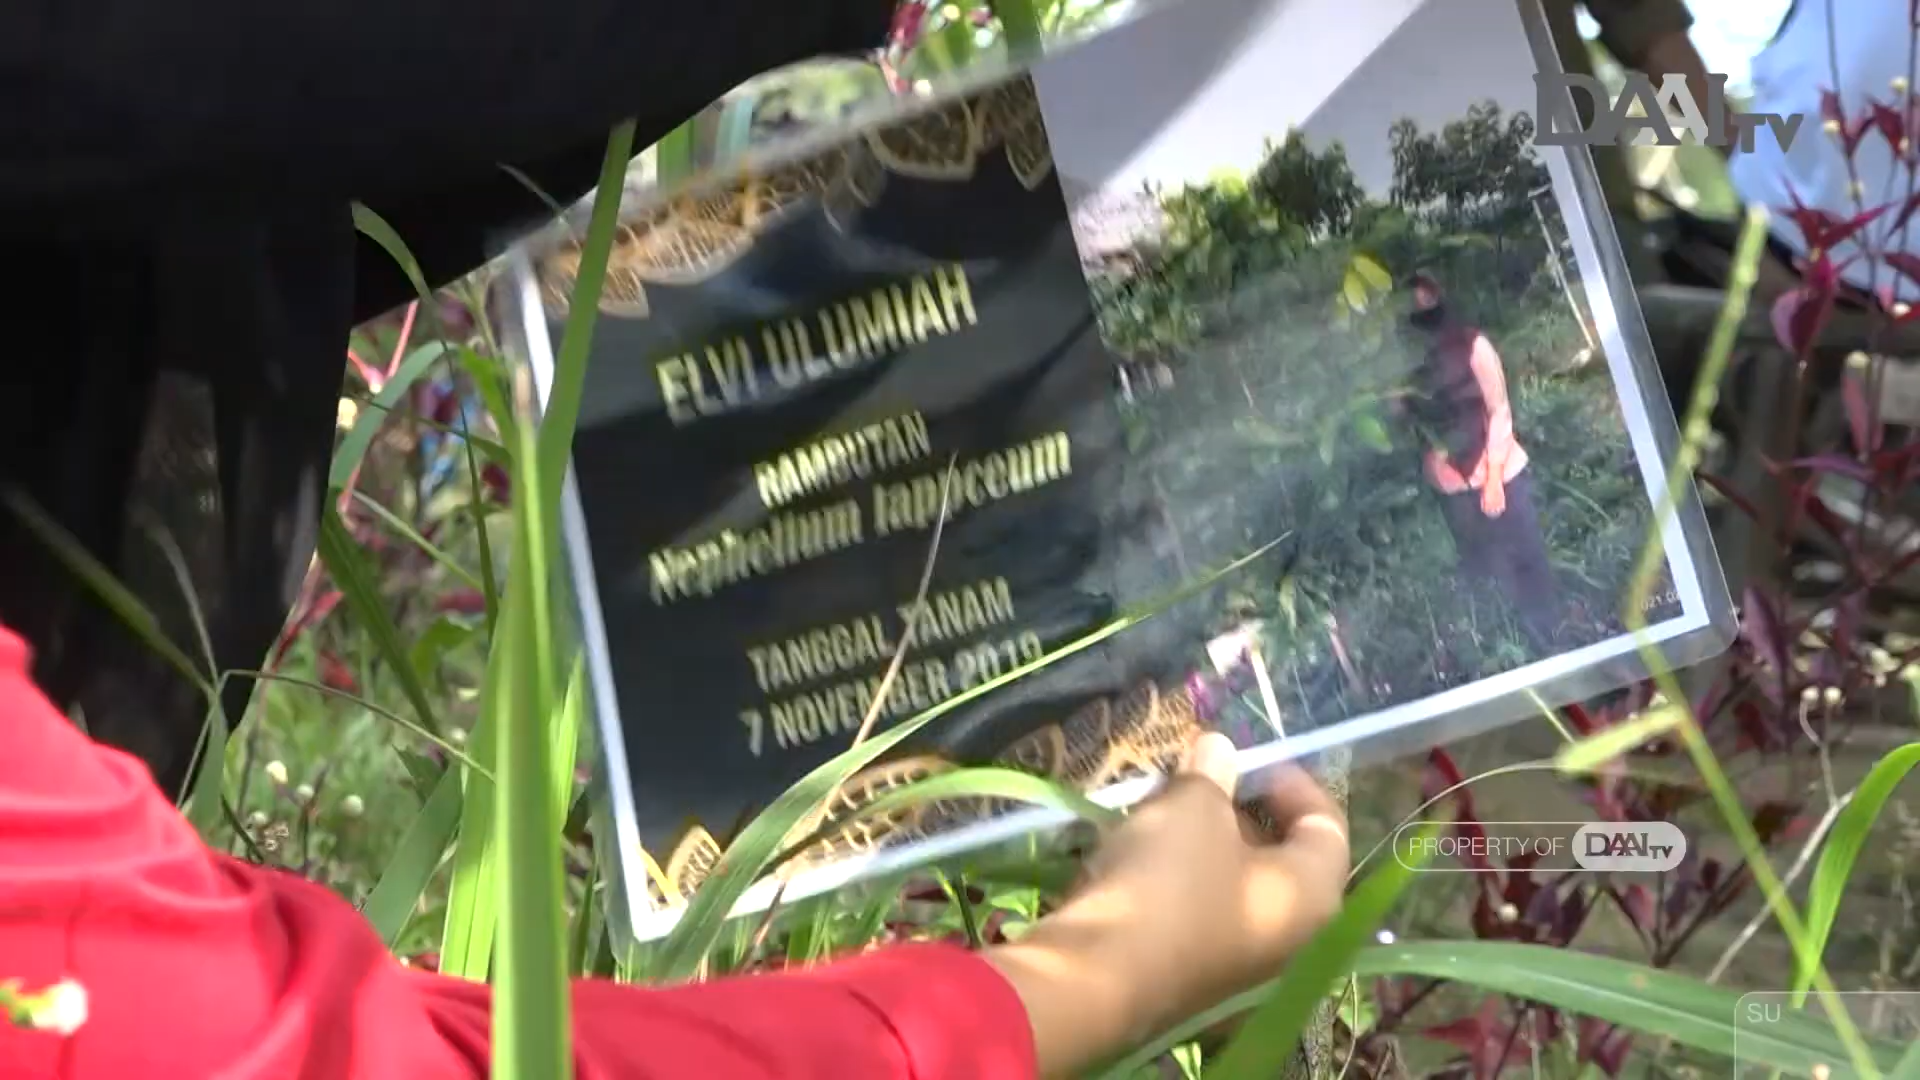 DAAI TV
ELVI ULUMIAH
RAMBUTAN
Nephelium lappceum
TANGGAL TANAM
7 NOVEMBER 2019
PROPERTY OF DAAI TV
SU